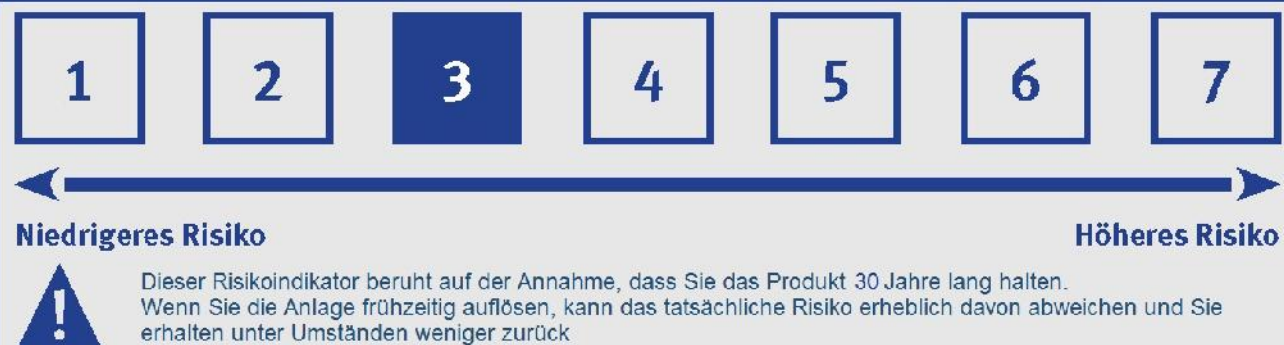 1 2 3 4 5 6 7
Niedrigeres Risiko Höheres Risiko
Dieser Risikoindikator beruht auf der Annahme, dass Sie das Produkt 30 Jahre lang halten.
Wenn Sie die Anlage frühzeitig auflösen, kann das tatsächliche Risiko erheblich davon abweichen und Sie
erhalten unter Umständen weniger zurück